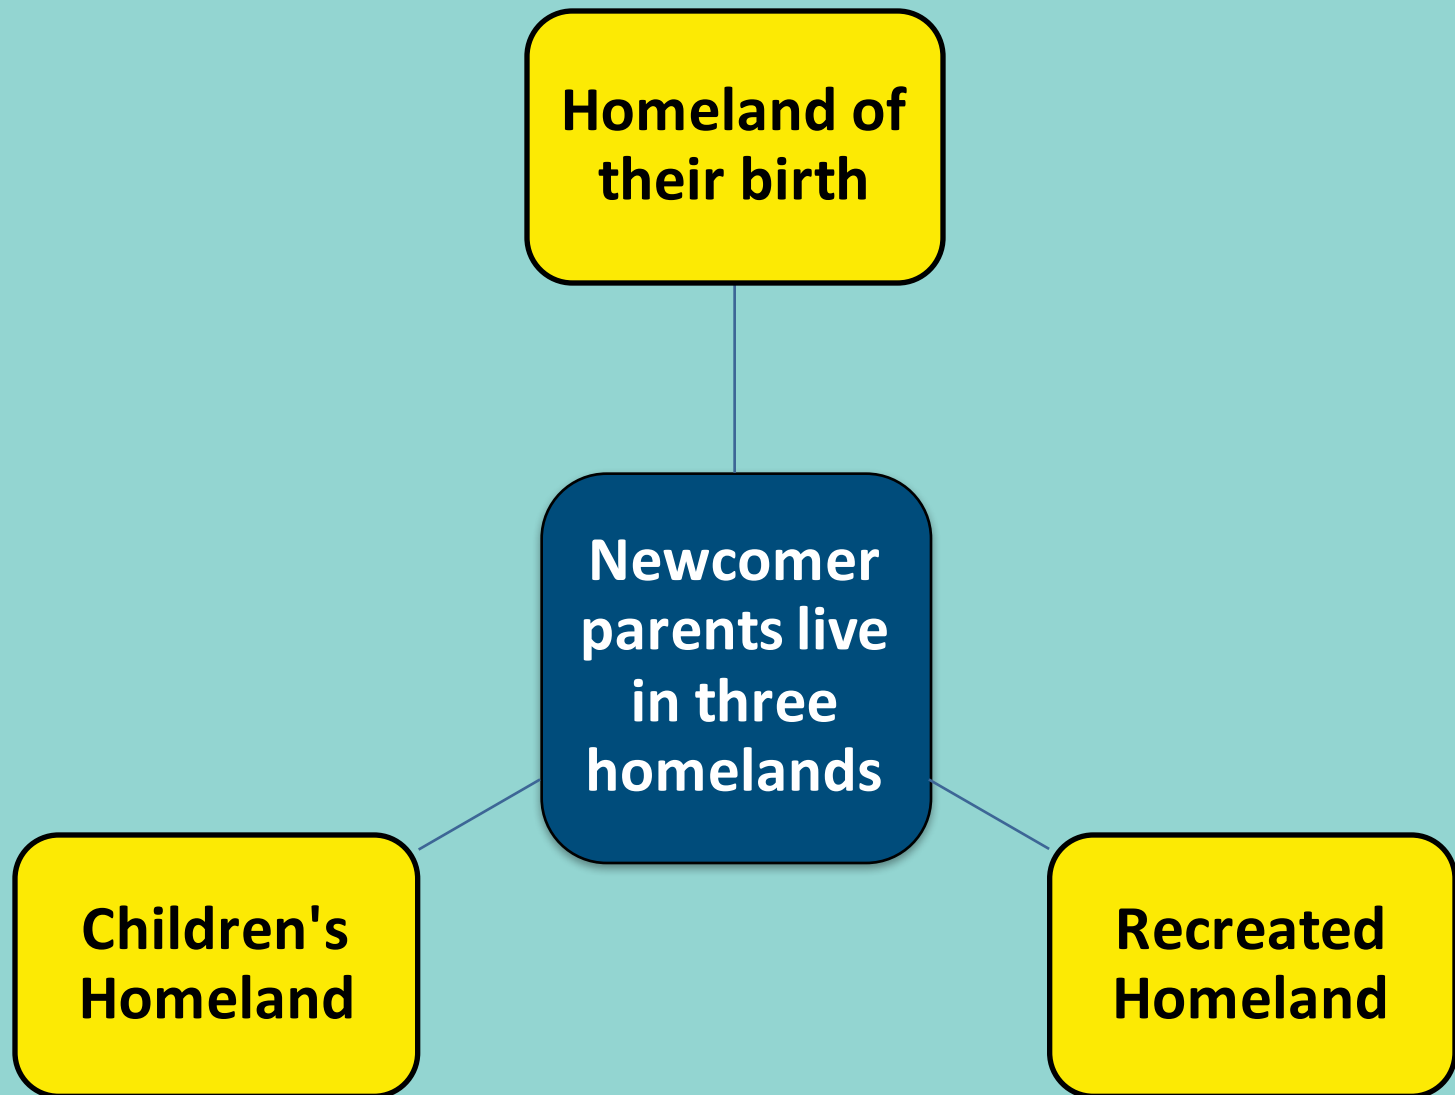 Homeland of
their birth
Newcomer
parents live
in three
homelands
Children's
Homeland
Recreated
Homeland